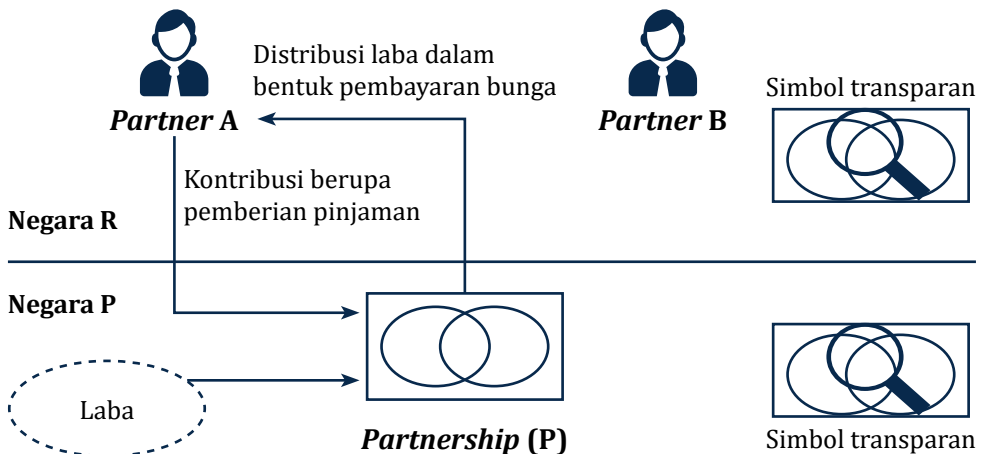 Distribusi laba dalam
bentuk pembayaran bunga
Simbol transparan
Partner A
Partner B
Kontribusi berupa
pemberian pinjaman
Negara R
Negara P
Laba
Partnership (P)
Simbol transparan